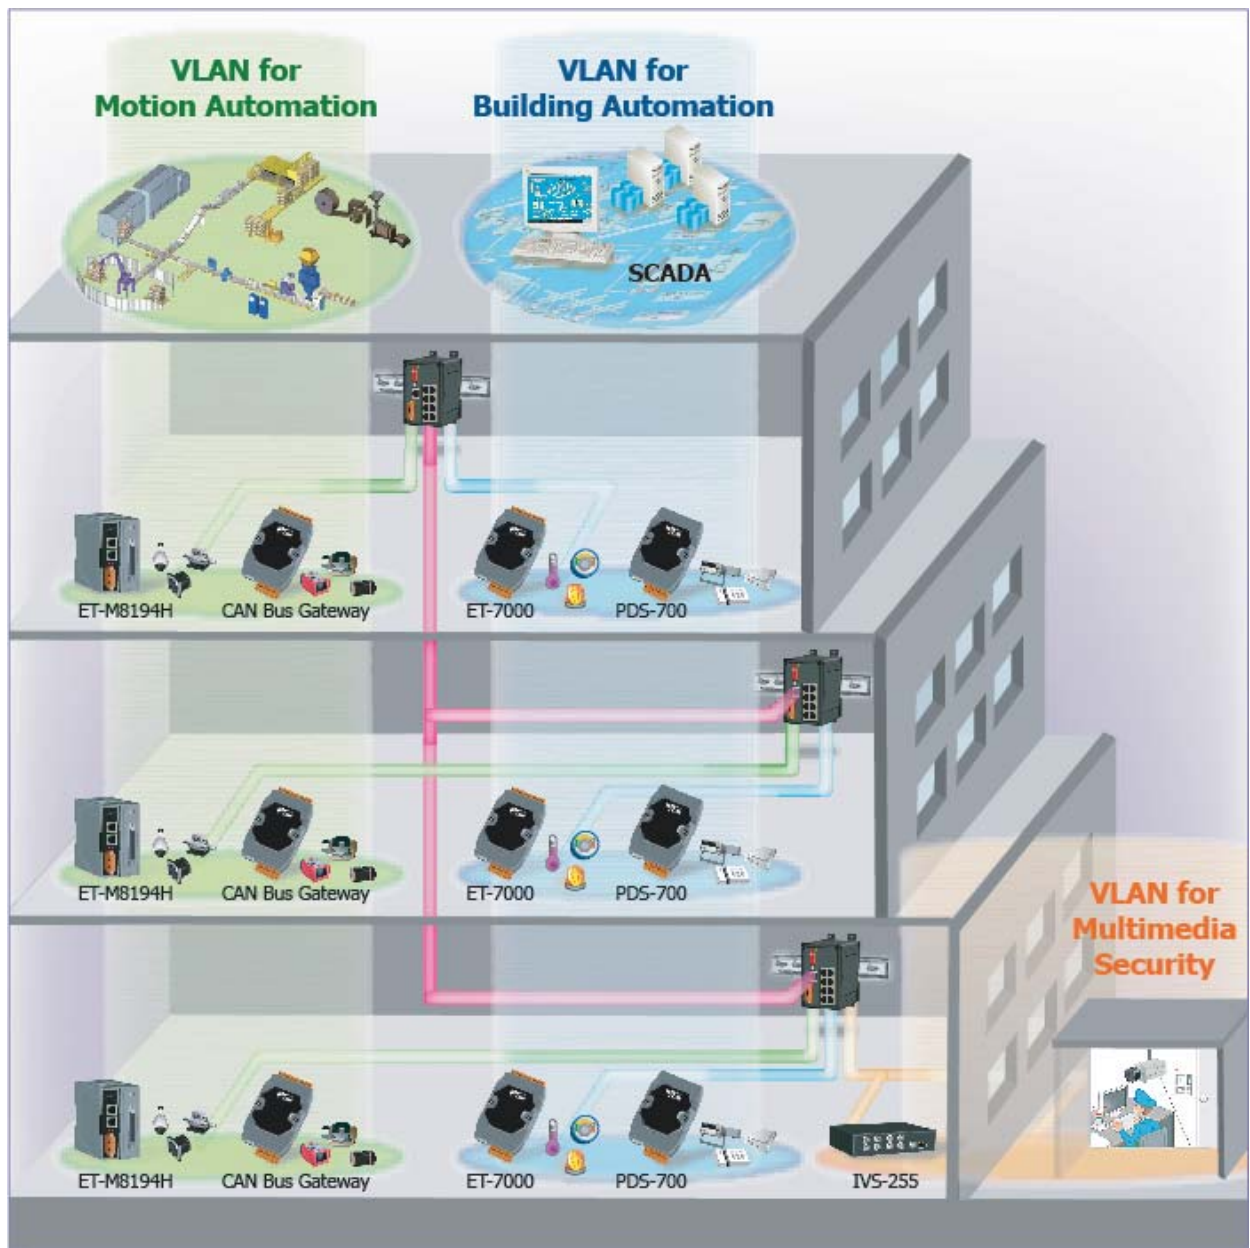 VLAN for
Motion Automation
VLAN for
Building Automation
SCADA
ET-M8194H
CAN Bus Gateway
ET-7000
PDS-700
ET-M8194H
CAN Bus Gateway
ET-7000
PDS-700
VLAN for
Multimedia
Security
ET-M8194H
CAN Bus Gateway
ET-7000
PDS-700
IVS-255